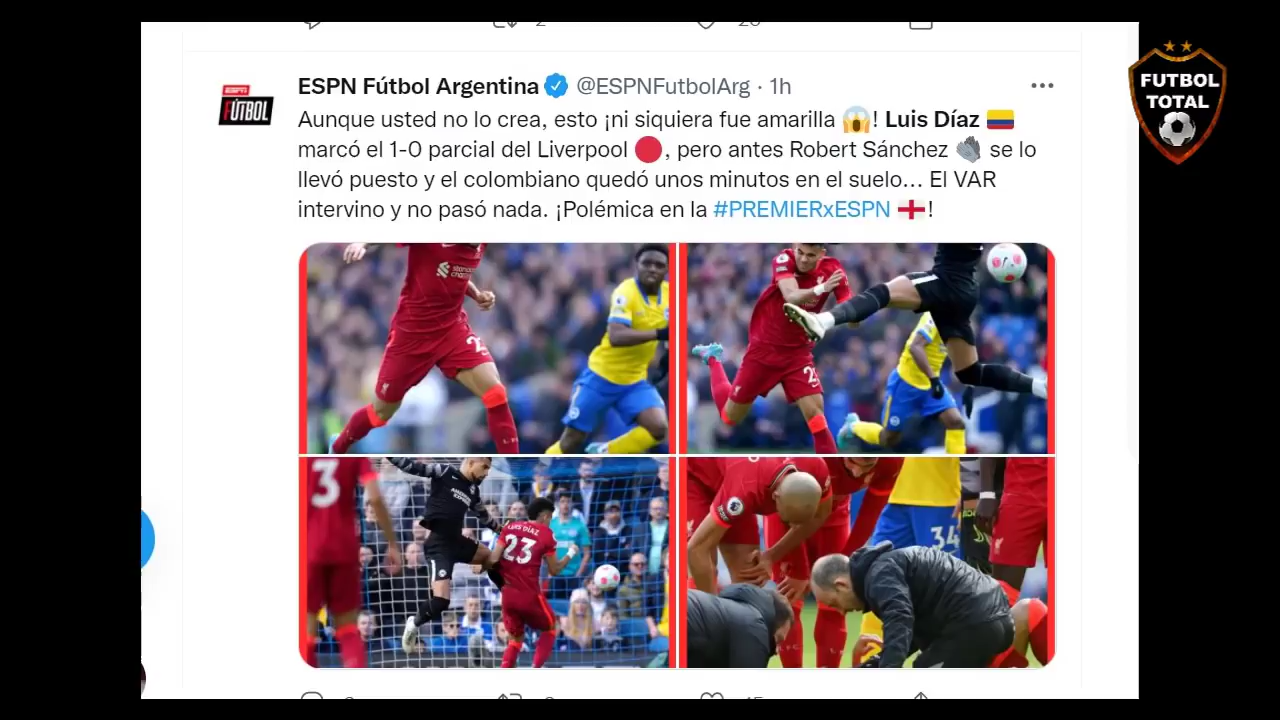 ESPN Fútbol Argentina @ESPNFutbolArg · 1h
Aunque usted no lo crea, esto ¡ni siquiera fue amarilla 😱! Luis Díaz 🇨🇴
marcó el 1-0 parcial del Liverpool 🔴, pero antes Robert Sánchez 🧤 se lo
llevó puesto y el colombiano quedó unos minutos en el suelo... El VAR
intervino y no pasó nada. ¡Polémica en la #PREMIERxESPN 🏴󠁧󠁢󠁥󠁮󠁧󠁿!
ESPN
FÚTBOL
FUTBOL
TOTAL
3
LUIS DÍAZ
23
34